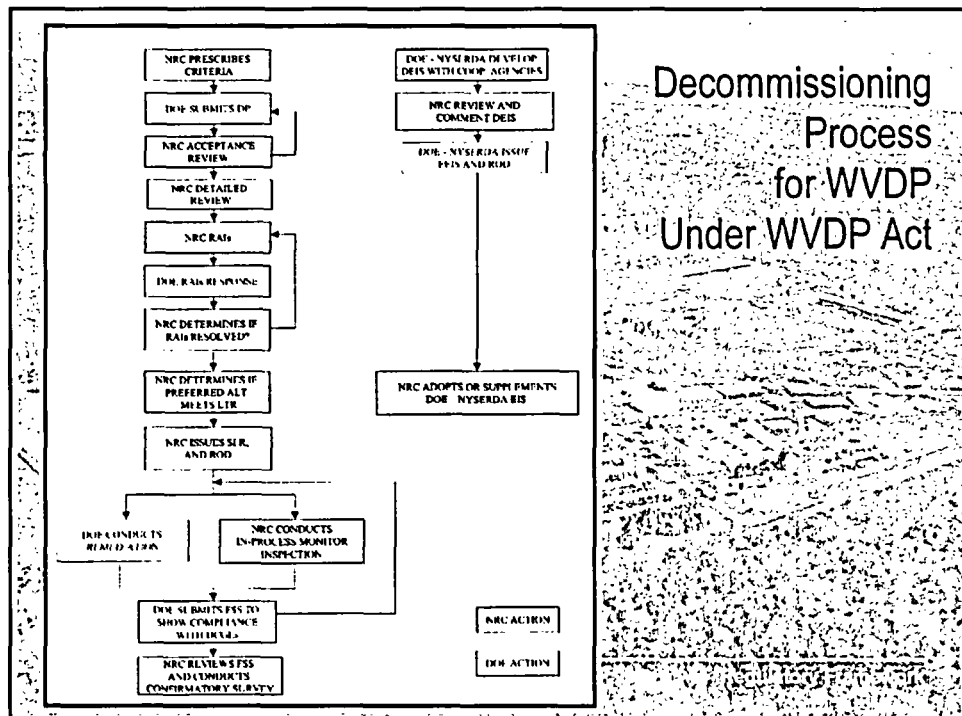 NRC PRESCRIBES
CRITERIA
DOE SUBMITS DP
NRC ACCEPTANCE
REVIEW
NRC DETAILED
REVIEW
NRC RAIs
DOE RAIs RESPONSE
NRC DETERMINES IF
RAIs RESOLVED
NRC DETERMINES IF
PREFERRED ALT
MEETS LTR
NRC ISSUES SER,
AND ROD
DOE CONDUCTS
REMEDIATION
NRC CONDUCTS
IN-PROCESS MONITOR
INSPECTION
DOE SUBMITS FSS TO
SHOW COMPLIANCE
WITH DCGLs
NRC REVIEWS FSS
AND CONDUCTS
CONFIRMATORY SURVEY
DOE - NYSERDA DEVELOP
DEIS WITH COOP. AGENCIES
NRC REVIEW AND
COMMENT DEIS
DOE - NYSERDA ISSUE
FEIS AND ROD
NRC ADOPTS OR SUPPLEMENTS
DOE - NYSERDA EIS
NRC ACTION
DOE ACTION
Decommissioning
Process
for WVDP
Under WVDP Act
Regulatory Framework